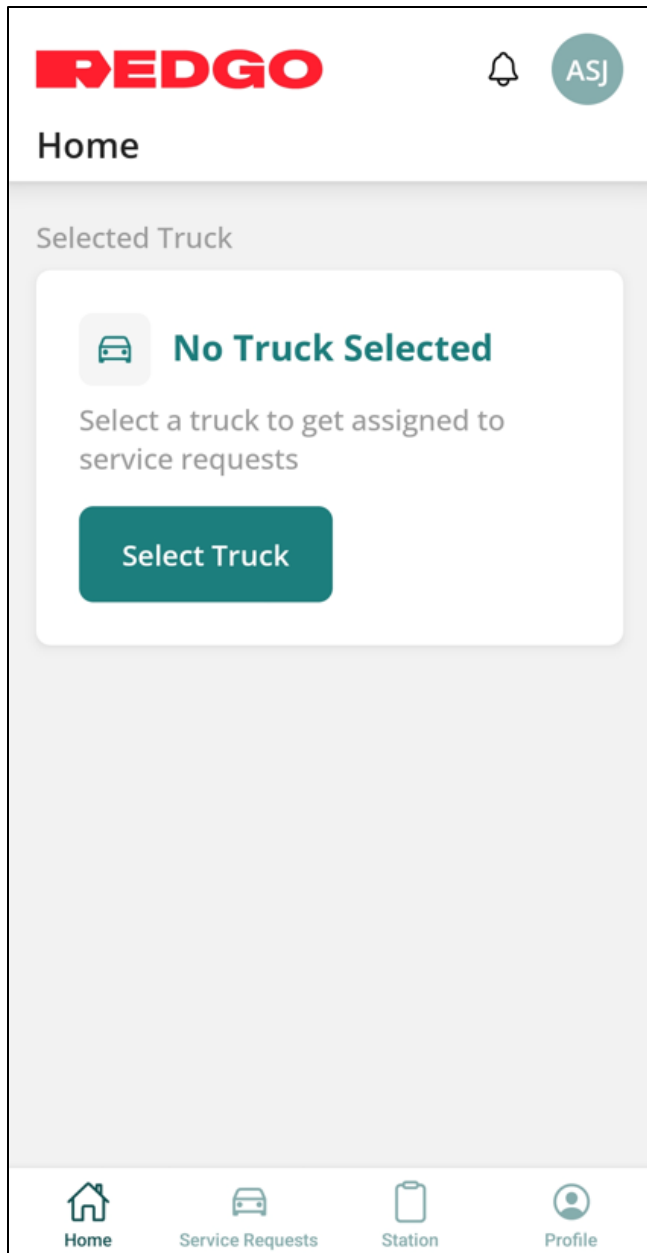 REDGO
ASJ
Home
Selected Truck
No Truck Selected
Select a truck to get assigned to
service requests
Select Truck
Home
Service Requests
Station
Profile